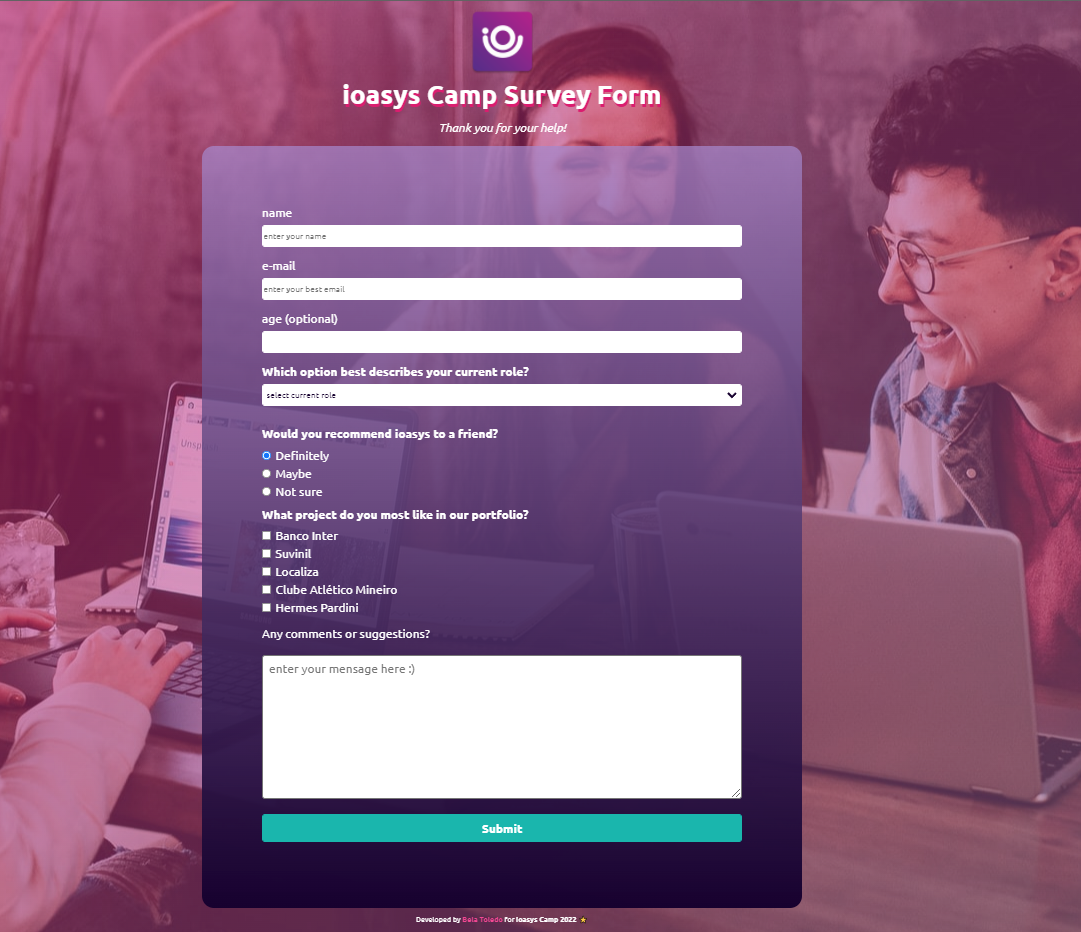 ioasys Camp Survey Form
Thank you for your help!
name
enter your name
e-mail
enter your best email
age (optional)
Which option best describes your current role?
select current role
Would you recommend ioasys to a friend?
Definitely
Maybe
Not sure
What project do you most like in our portfolio?
Banco Inter
Suvinil
Localiza
Clube Atlético Mineiro
Hermes Pardini
Any comments or suggestions?
enter your mensage here :)
Submit
Developed by Bela Toledo for ioasys Camp 2022 ⭐